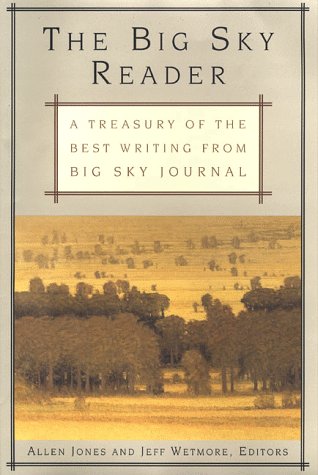 THE BIG SKY
READER
A TREASURY OF THE
BEST WRITING FROM
BIG SKY JOURNAL
ALLEN JONES AND JEFF WETMORE, EDITORS